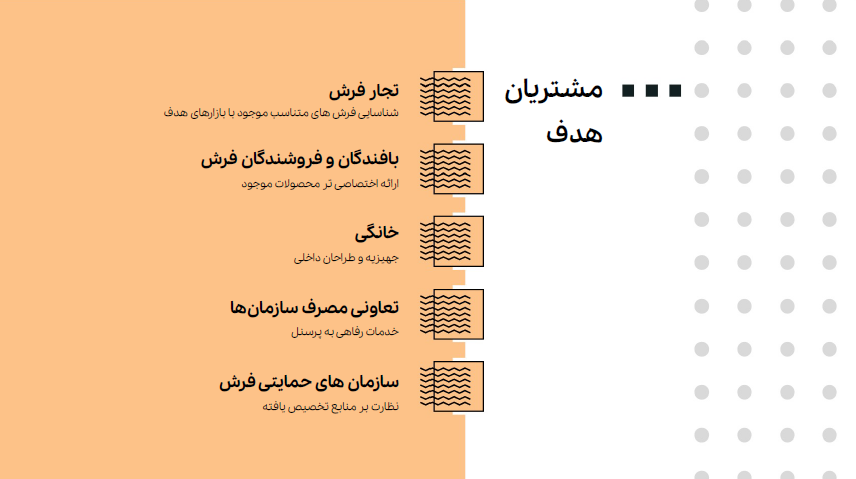 مشتریان
هدف
تجار فرش
شناسایی فرش های متناسب موجود با بازارهای هدف
بافندگان و فروشندگان فرش
ارائه اختصاصی تر محصولات موجود
خانگی
جهیزیه و طراحان داخلی
تعاونی مصرف سازمان‌ها
خدمات رفاهی به پرسنل
سازمان های حمایتی فرش
نظارت بر منابع تخصیص یافته